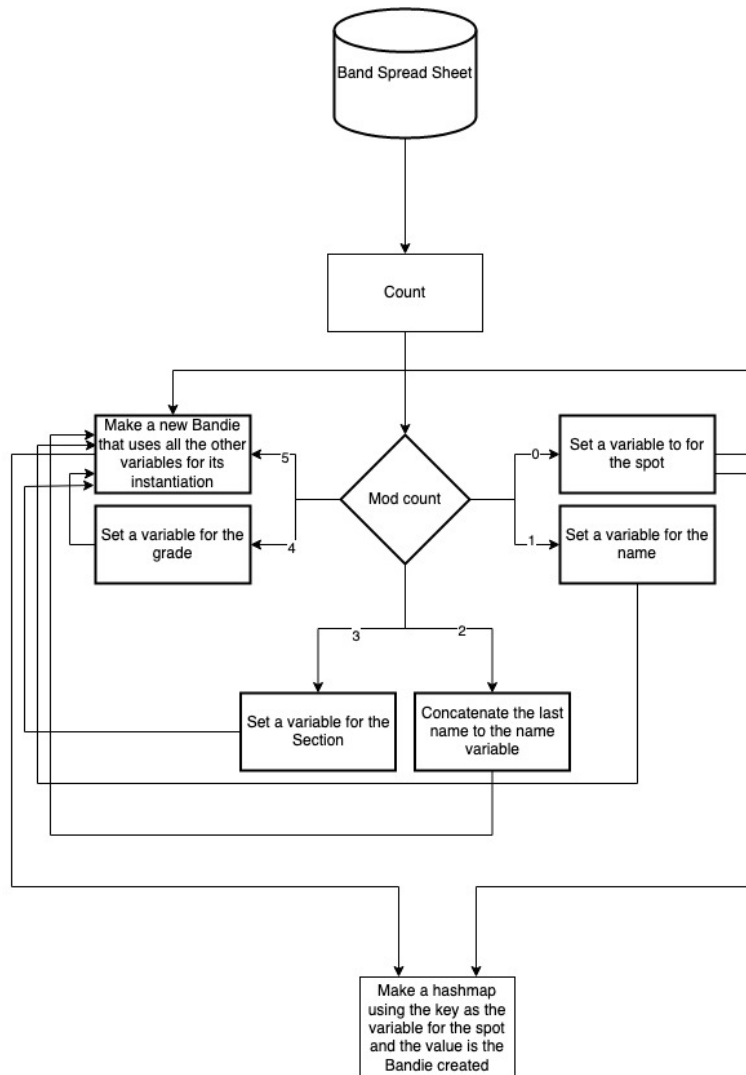 Band Spread Sheet
Count
Make a new Bandie
that uses all the other
variables for its
instantiation
5
Mod count
0
Set a variable to for
the spot
Set a variable for the
grade
4
1
Set a variable for the
name
3
2
Set a variable for the
Section
Concatenate the last
name to the name
variable
Make a hashmap
using the key as the
variable for the spot
and the value is the
Bandie created